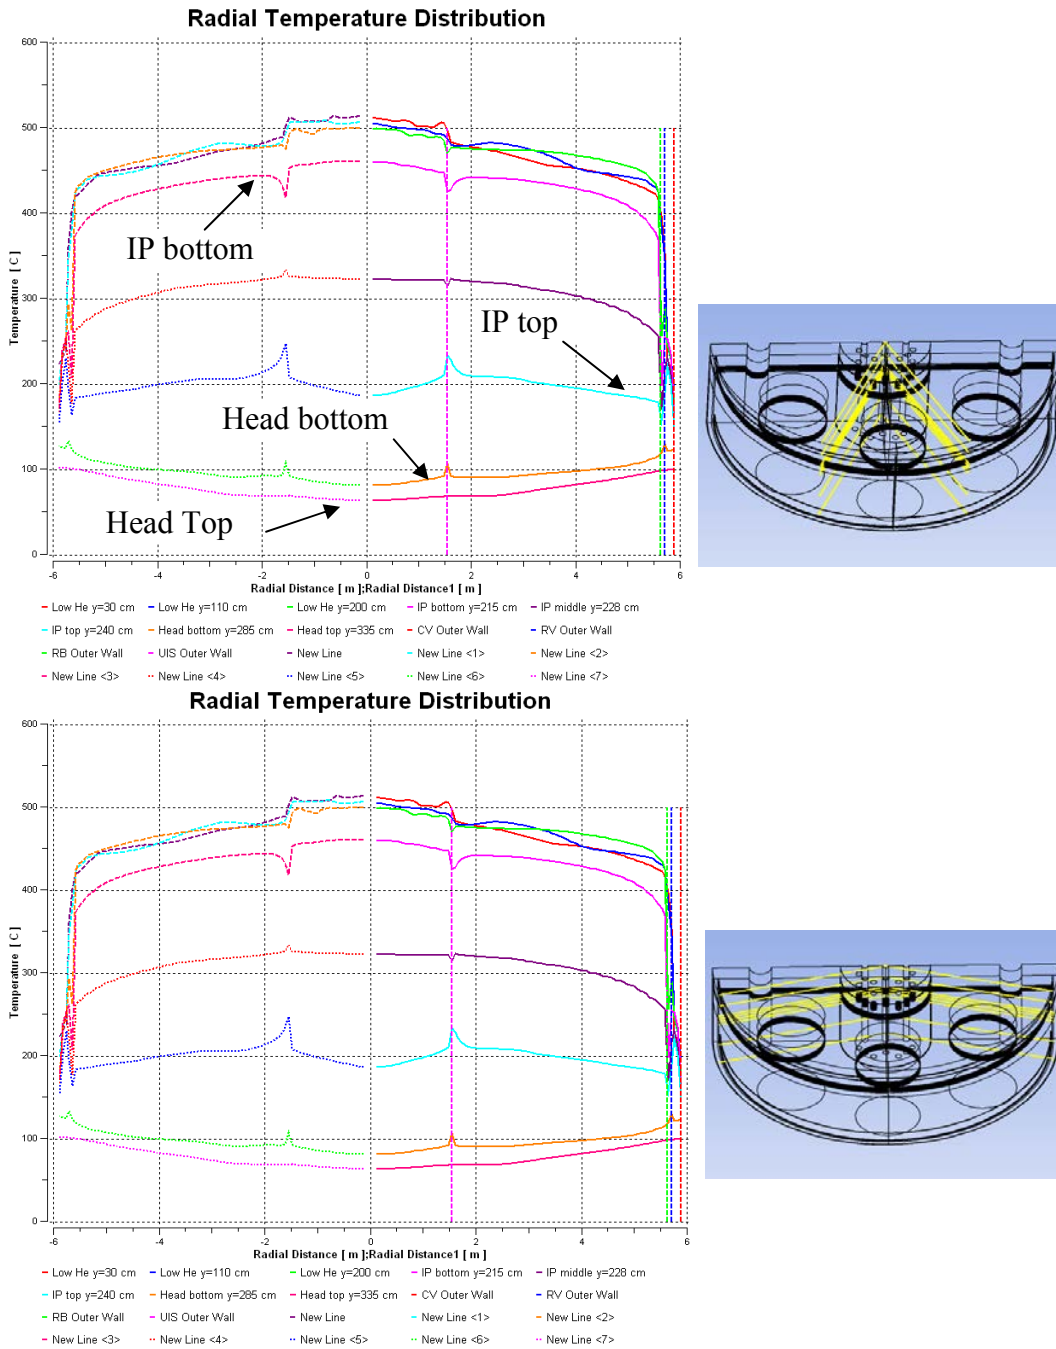 Radial Temperature Distribution
600
500
400
300
200
100
0
Temperature [ C ]
IP bottom
IP top
Head bottom
Head Top
-6 -4 -2 0 2 4 6
Radial Distance [ m ];Radial Distance1 [ m ]
Low He y=30 cm Low He y=110 cm Low He y=200 cm IP bottom y=215 cm IP middle y=228 cm
IP top y=240 cm Head bottom y=285 cm Head top y=335 cm CV Outer Wall RV Outer Wall
RB Outer Wall UIS Outer Wall New Line New Line <1> New Line <2>
New Line <3> New Line <4> New Line <5> New Line <6> New Line <7>
Radial Temperature Distribution
600
500
400
300
200
100
0
Temperature [ C ]
-6 -4 -2 0 2 4 6
Radial Distance [ m ];Radial Distance1 [ m ]
Low He y=30 cm Low He y=110 cm Low He y=200 cm IP bottom y=215 cm IP middle y=228 cm
IP top y=240 cm Head bottom y=285 cm Head top y=335 cm CV Outer Wall RV Outer Wall
RB Outer Wall UIS Outer Wall New Line New Line <1> New Line <2>
New Line <3> New Line <4> New Line <5> New Line <6> New Line <7>